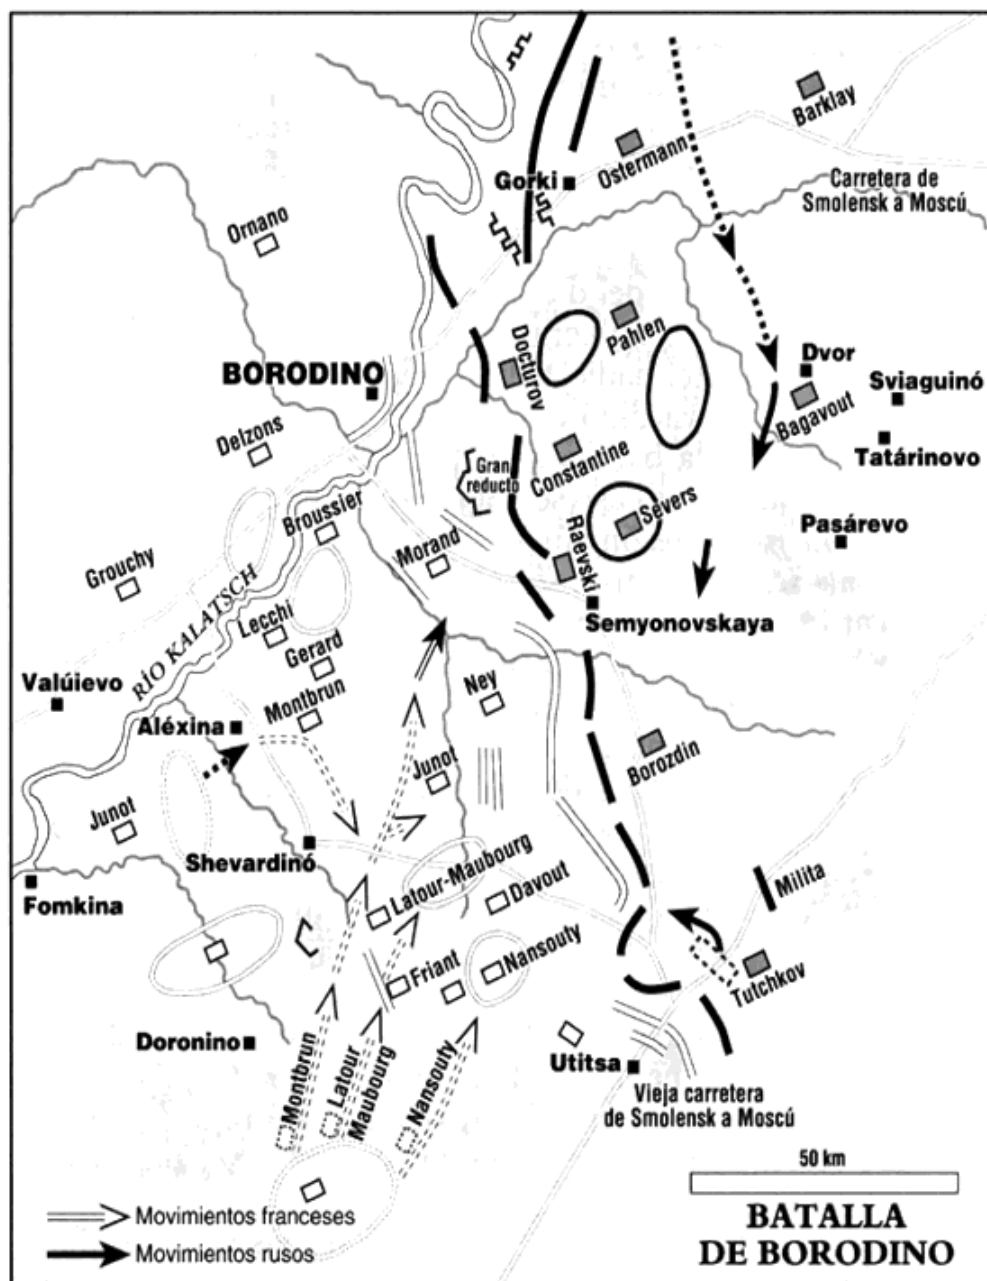 Barklay
Ostermann
Gorki
Carretera de
Smolensk a Moscú
Ornano
Pahlen
Docturov
Dvor
BORODINO
Sviaguinó
Bagavout
Delzons
Constantine
Tatárinovo
Gran
reducto
Severs
Broussier
Pasárevo
Morand
Raevski
Grouchy
RÍO KALATSCH
Lecchi
Semyonovskaya
Gerard
Valúievo
Montbrun
Ney
Aléxina
Borozdin
Junot
Junot
Shevardinó
Latour-Maubourg
Milita
Fomkina
Davout
Friant
Nansouty
Tutchkov
Doronino
Montbrun
Latour
Maubourg
Nansouty
Utitsa
Vieja carretera
de Smolensk a Moscú
50 km
Movimientos franceses
Movimientos rusos
BATALLA
DE BORODINO